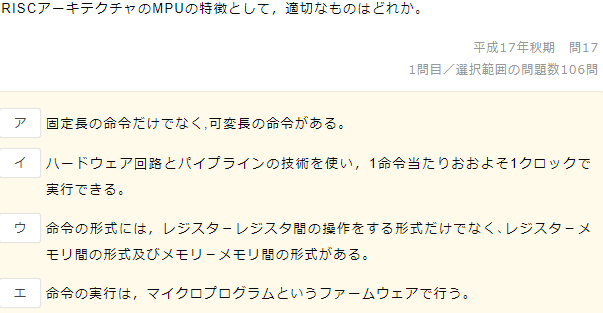 RISCアーキテクチャのMPUの特徴として，適切なものはどれか。
平成17年秋期　問17
1問目／選択範囲の問題数106問
ア 固定長の命令だけでなく,可変長の命令がある。
イ ハードウェア回路とパイプラインの技術を使い，1命令当たりおおよそ1クロックで
実行できる。
ウ 命令の形式には，レジスタ－レジスタ間の操作をする形式だけでなく､レジスタ－メ
モリ間の形式及びメモリ－メモリ間の形式がある。
エ 命令の実行は，マイクロプログラムというファームウェアで行う。